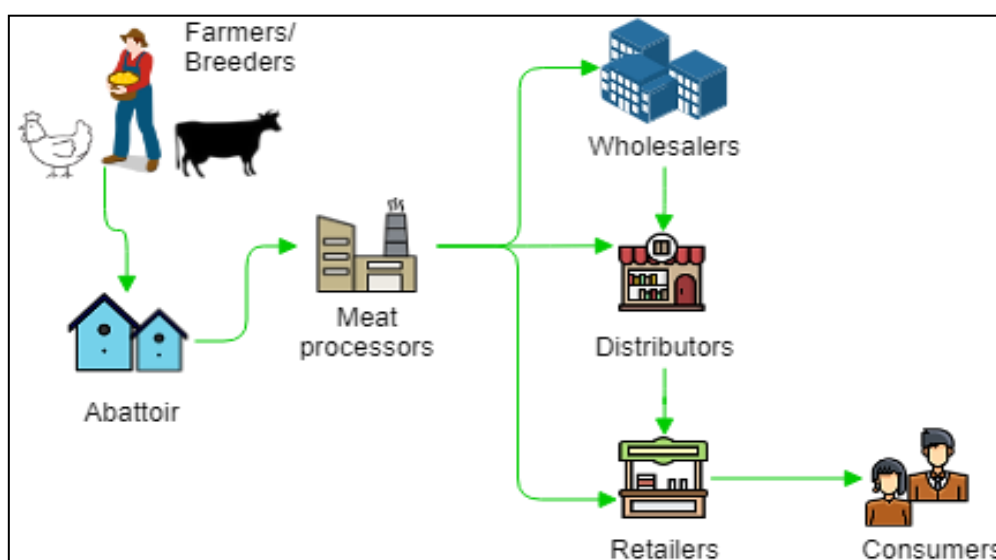 Farmers/
Breeders
Wholesalers
Meat
processors
Distributors
Abattoir
Retailers
Consumers